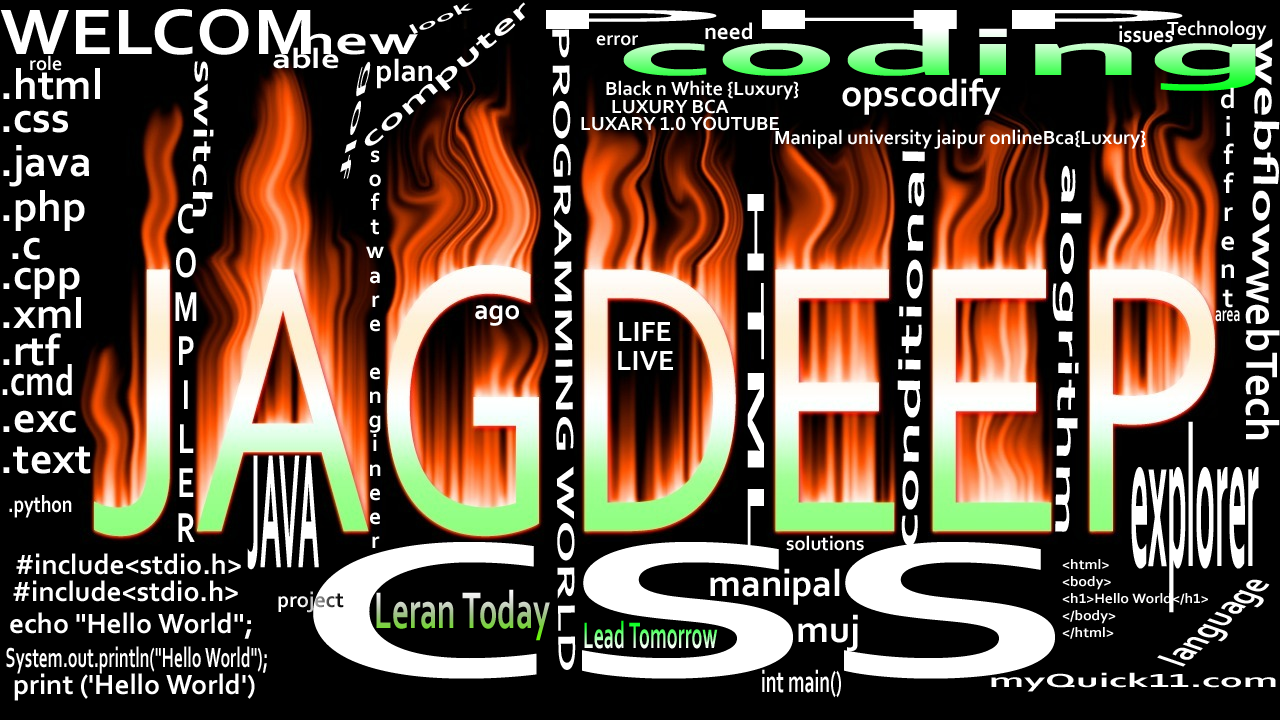 WELCOM
new
able
look
computer
golf
plan
role
PHP
coding
error
need
issues
Technology
Black n White {Luxury}
LUXURY BCA
LUXARY 1.0 YOUTUBE
opscodify
Manipal university jaipur onlineBca{Luxury}
.html
.css
.java
.php
.c
.cpp
.xml
.rtf
.cmd
.exc
.text
.python
switch
COMPILER
software engineer
PROGRAMMING WORLD
HTML
conditional
alogrithm
diffrent
area
WebflowwebTech
JAGDEEP
ago
LIFE
LIVE
JAVA
explorer
CSS
#include<stdio.h>
#include<stdio.h>
echo "Hello World";
System.out.println("Hello World");
print ('Hello World')
project
Leran Today
Lead Tomorrow
solutions
manipal
muj
int main()
<html>
<body>
<h1>Hello World</h1>
</body>
</html>
language
myQuick11.com